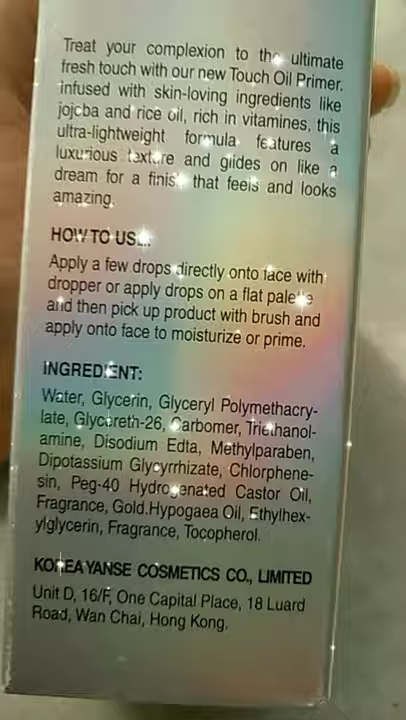 Treat your complexion to the ultimate
fresh touch with our new Touch Oil Primer.
infused with skin-loving ingredients like
jojoba and rice oil, rich in vitamines, this
ultra-lightweight formula features a
luxurious texture and glides on like a
dream for a finish that feels and looks
amazing.
HOW TO USE:
Apply a few drops directly onto face with
dropper or apply drops on a flat palette
and then pick up product with brush and
apply onto face to moisturize or prime.
INGREDIENT:
Water, Glycerin, Glyceryl Polymethacry-
late, Glycereth-26, Carbomer, Triethanol-
amine, Disodium Edta, Methylparaben,
Dipotassium Glycyrrhizate, Chlorphene-
sin, Peg-40 Hydrogenated Castor Oil,
Fragrance, Gold.Hypogaea Oil, Ethylhex-
ylglycerin, Fragrance, Tocopherol.
KOREA YANSE COSMETICS CO., LIMITED
Unit D, 16/F, One Capital Place, 18 Luard
Road, Wan Chai, Hong Kong.